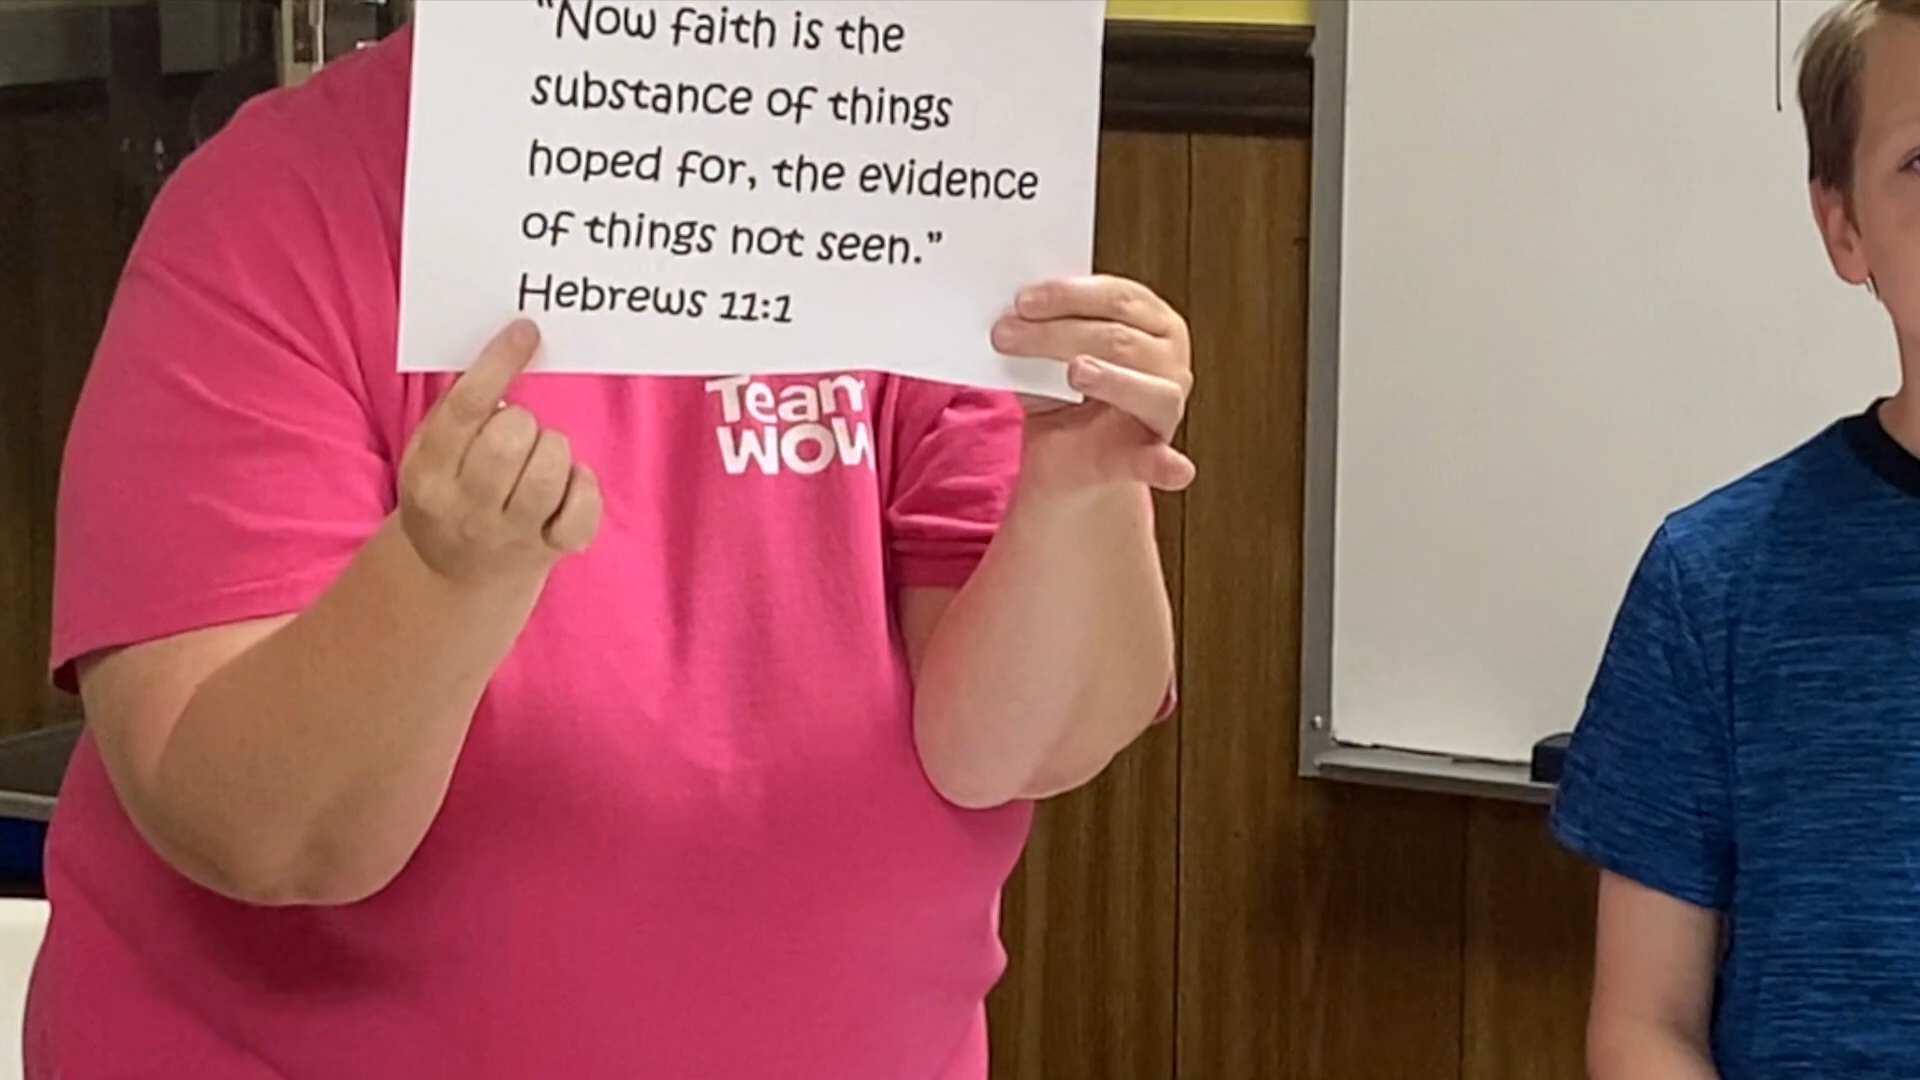 "Now faith is the
substance of things
hoped for, the evidence
of things not seen."
Hebrews 11:1
Team
WOW